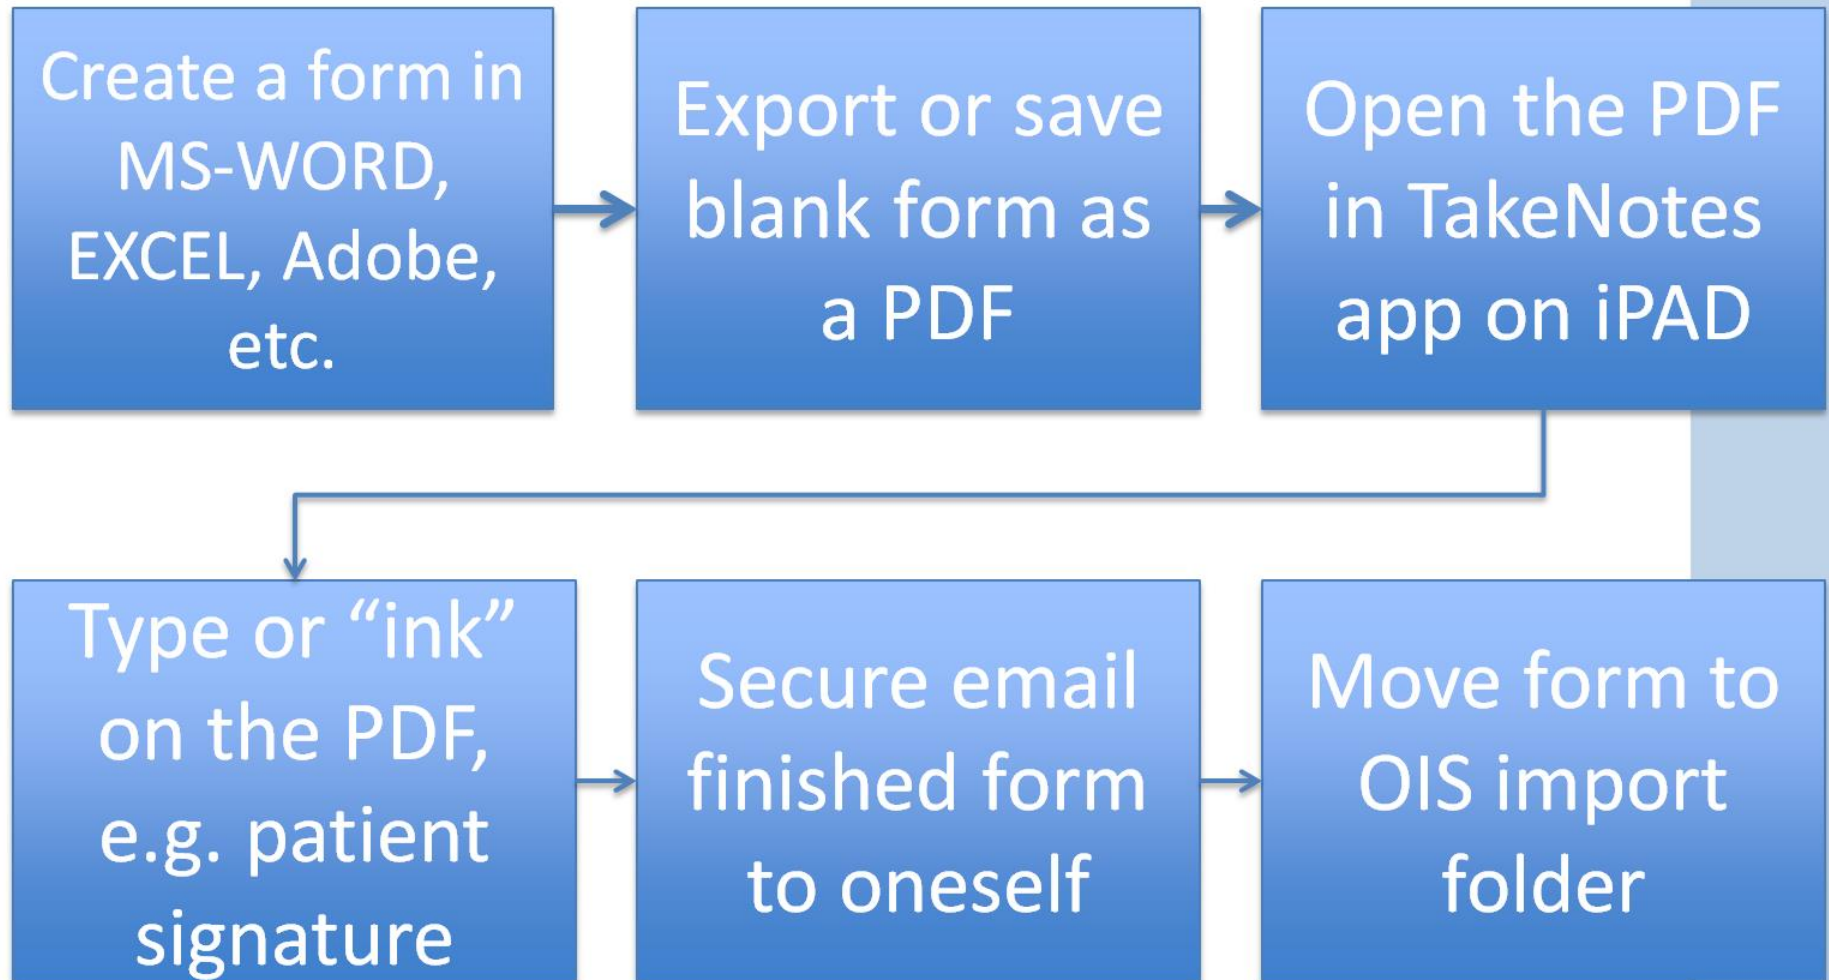 Create a form in
MS-WORD,
EXCEL, Adobe,
etc.
Export or save
blank form as
a PDF
Open the PDF
in TakeNotes
app on iPAD
Type or “ink”
on the PDF,
e.g. patient
signature
Secure email
finished form
to oneself
Move form to
OIS import
folder